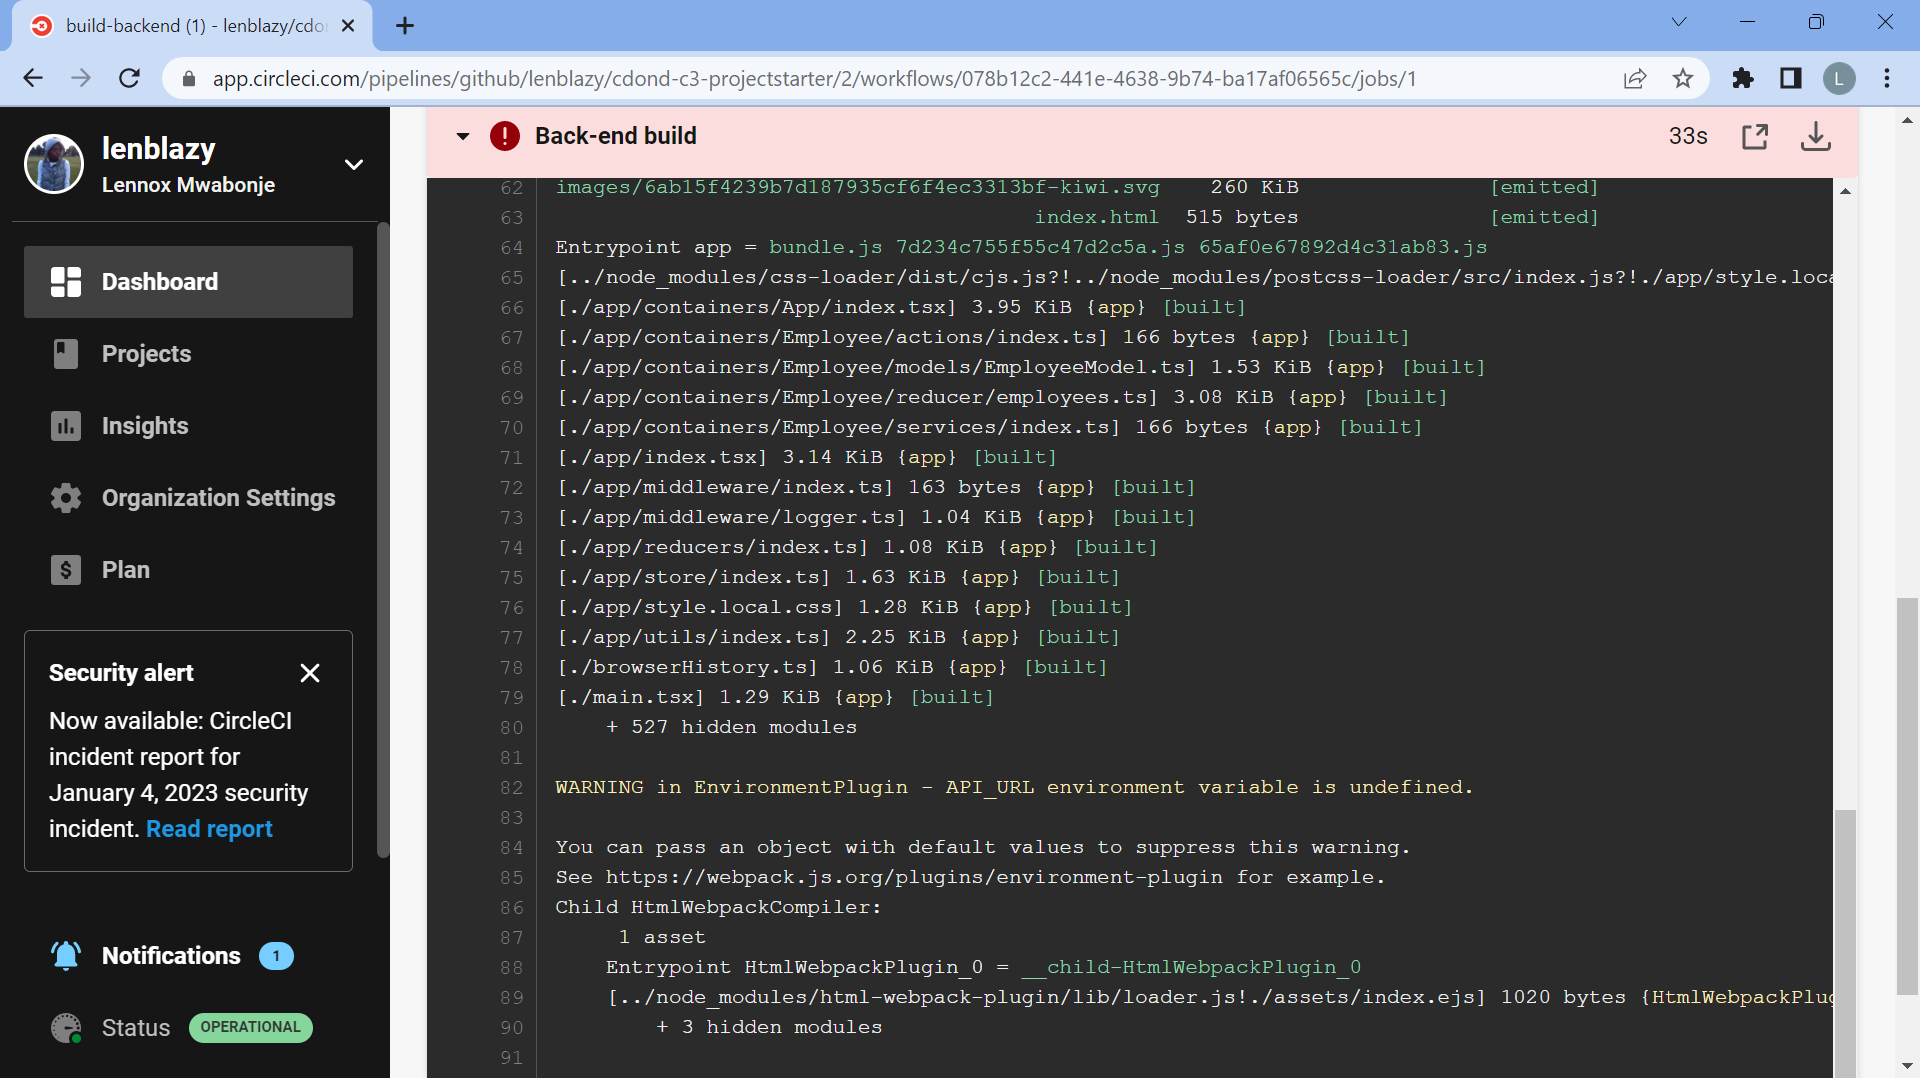 build-backend (1) - lenblazy/cdo
app.circleci.com/pipelines/github/lenblazy/cdond-c3-projectstarter/2/workflows/078b12c2-441e-4638-9b74-ba17af06565c/jobs/1
L
lenblazy
Lennox Mwabonje
Dashboard
Projects
Insights
Organization Settings
Plan
Security alert
Now available: CircleCI
incident report for
January 4, 2023 security
incident. Read report
Notifications 1
Status OPERATIONAL
Back-end build 33s
62 images/6ab15f4239b7d187935cf6f4ec3313bf-kiwi.svg 260 KiB [emitted]
63 index.html 515 bytes [emitted]
64 Entrypoint app = bundle.js 7d234c755f55c47d2c5a.js 65af0e67892d4c31ab83.js
65 [../node_modules/css-loader/dist/cjs.js?!../node_modules/postcss-loader/src/index.js?!./app/style.loca
66 [./app/containers/App/index.tsx] 3.95 KiB {app} [built]
67 [./app/containers/Employee/actions/index.ts] 166 bytes {app} [built]
68 [./app/containers/Employee/models/EmployeeModel.ts] 1.53 KiB {app} [built]
69 [./app/containers/Employee/reducer/employees.ts] 3.08 KiB {app} [built]
70 [./app/containers/Employee/services/index.ts] 166 bytes {app} [built]
71 [./app/index.tsx] 3.14 KiB {app} [built]
72 [./app/middleware/index.ts] 163 bytes {app} [built]
73 [./app/middleware/logger.ts] 1.04 KiB {app} [built]
74 [./app/reducers/index.ts] 1.08 KiB {app} [built]
75 [./app/store/index.ts] 1.63 KiB {app} [built]
76 [./app/style.local.css] 1.28 KiB {app} [built]
77 [./app/utils/index.ts] 2.25 KiB {app} [built]
78 [./browserHistory.ts] 1.06 KiB {app} [built]
79 [./main.tsx] 1.29 KiB {app} [built]
80 + 527 hidden modules
81
82 WARNING in EnvironmentPlugin - API_URL environment variable is undefined.
83
84 You can pass an object with default values to suppress this warning.
85 See https://webpack.js.org/plugins/environment-plugin for example.
86 Child HtmlWebpackCompiler:
87 1 asset
88 Entrypoint HtmlWebpackPlugin_0 = __child-HtmlWebpackPlugin_0
89 [../node_modules/html-webpack-plugin/lib/loader.js!./assets/index.ejs] 1020 bytes {HtmlWebpackPlug
90 + 3 hidden modules
91